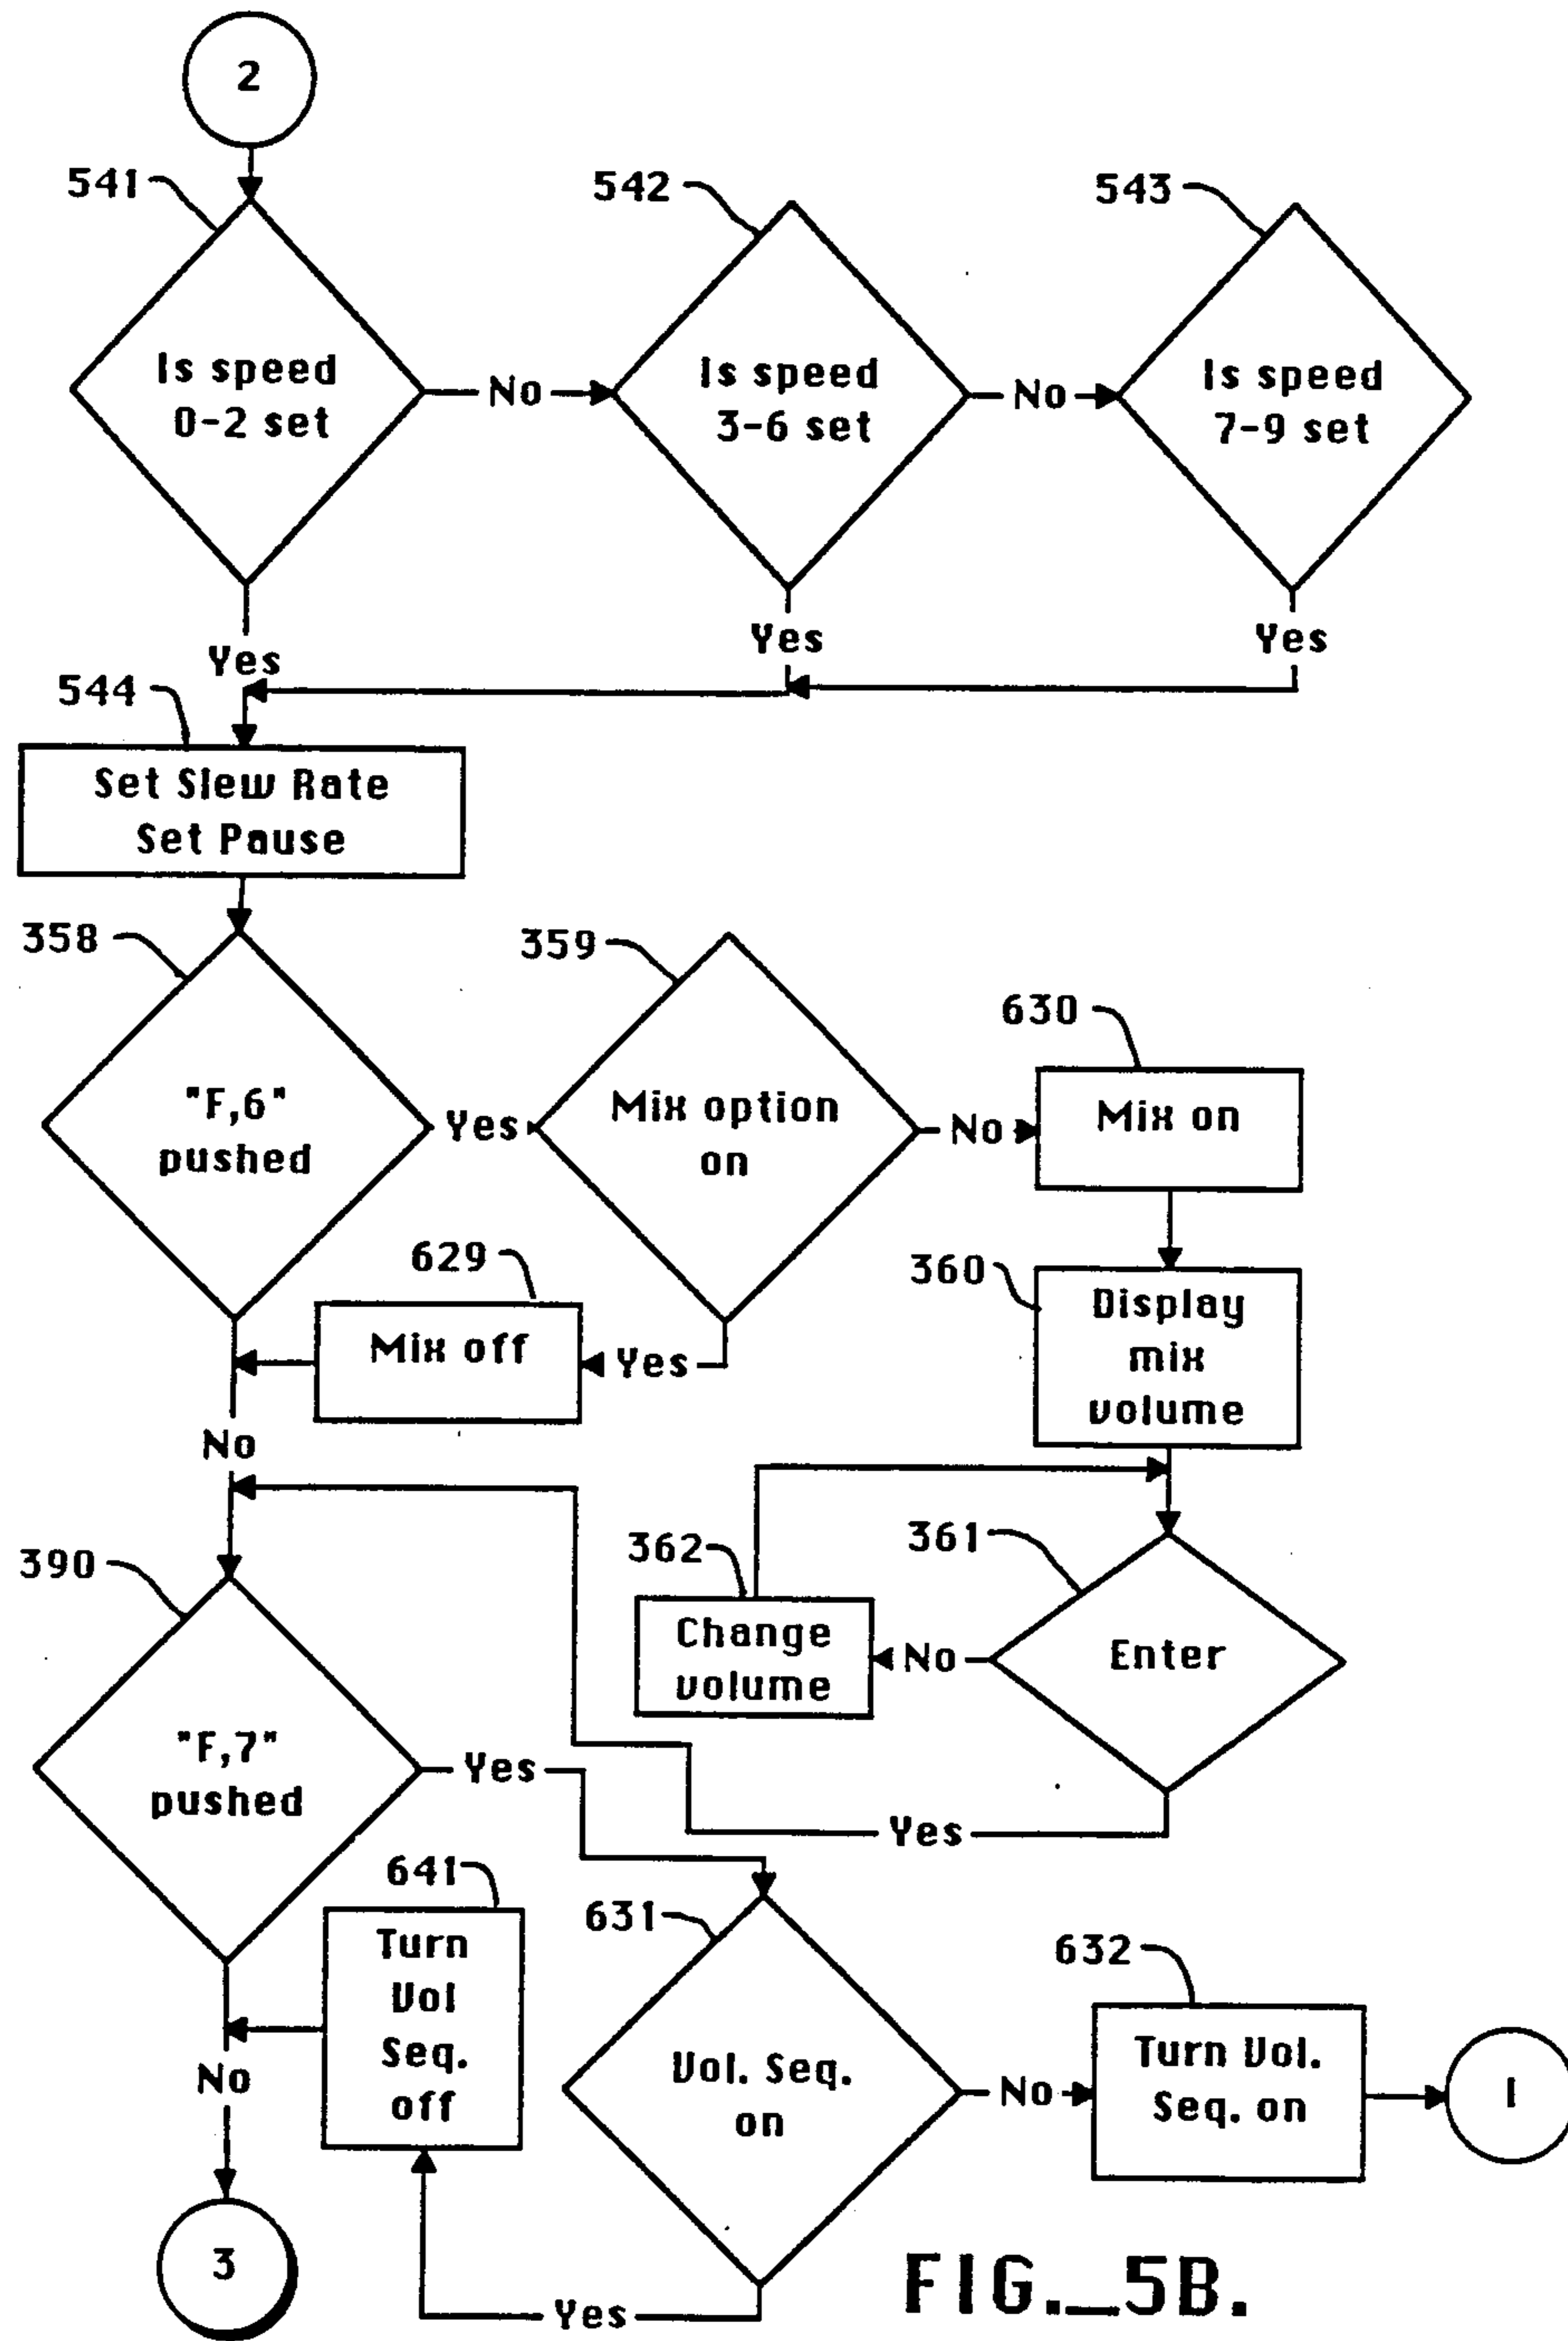 2
541
542
543
Is speed
0-2 set
No
Is speed
3-6 set
No
Is speed
7-9 set
Yes
Yes
Yes
544
Set Slew Rate
Set Pause
358
359
630
"F,6"
pushed
Yes
Mix option
on
No
Mix on
629
Mix off
Yes
360
Display
mix
volume
No
390
362
361
Change
volume
No
Enter
"F,7"
pushed
Yes
Yes
641
Turn
Vol
Seq.
off
631
632
Vol. Seq.
on
No
Turn Vol.
Seq. on
1
No
3
Yes
FIG._5B.